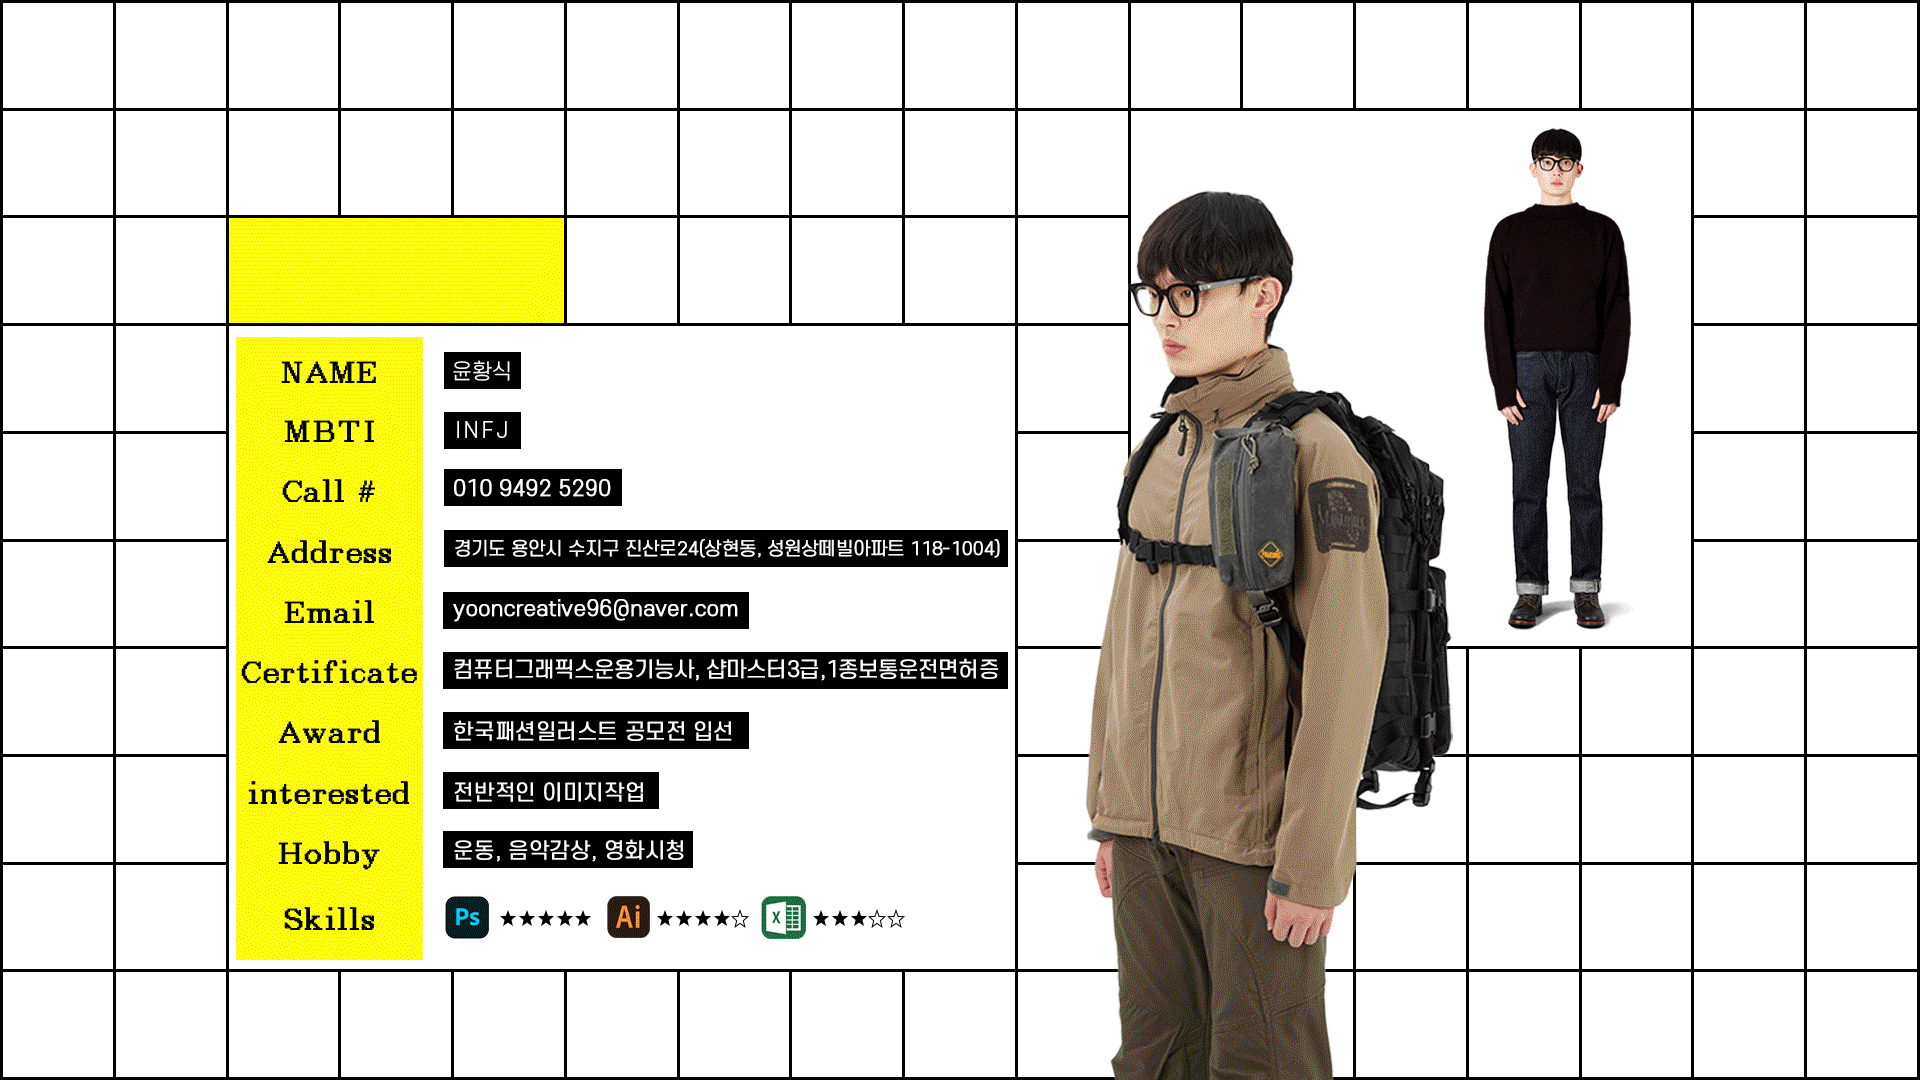 NAME 윤황식
MBTI INFJ
Call # 010 9492 5290
Address 경기도 용안시 수지구 진산로24(상현동, 성원상떼빌아파트 118-1004)
Email yooncreative96@naver.com
Certificate 컴퓨터그래픽스운용기능사, 샵마스터3급,1종보통운전면허증
Award 한국패션일러스트 공모전 입선
interested 전반적인 이미지작업
Hobby 운동, 음악감상, 영화시청
Skills Ps ★★★★★ Ai ★★★★☆ X ★★★☆☆